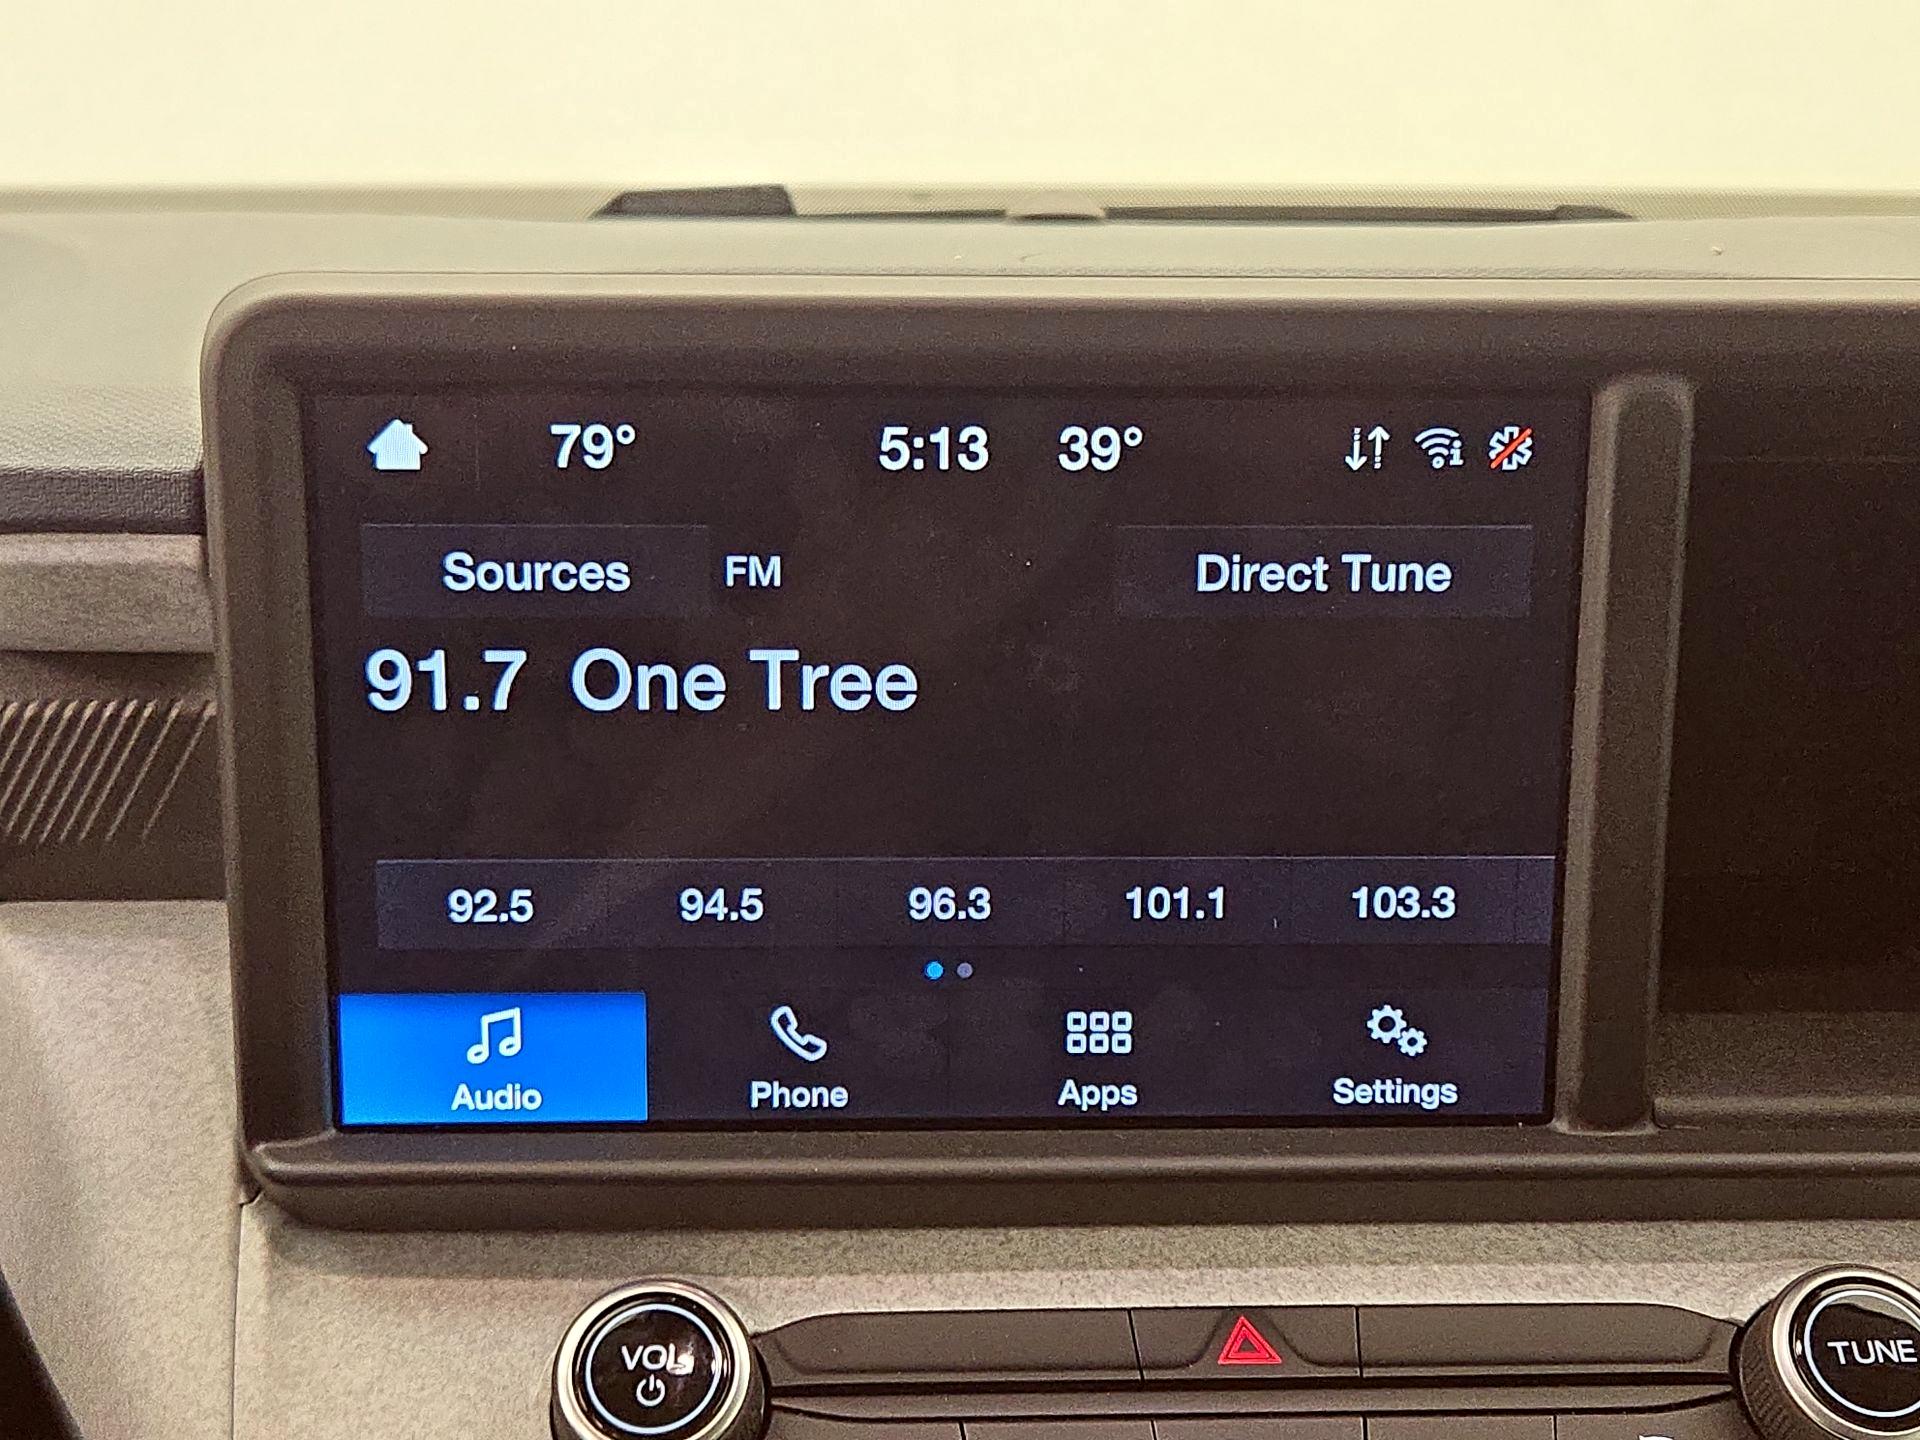 79° 5:13 39°
Sources FM Direct Tune
91.7 One Tree
92.5 94.5 96.3 101.1 103.3
Audio Phone Apps Settings
VOL TUNE